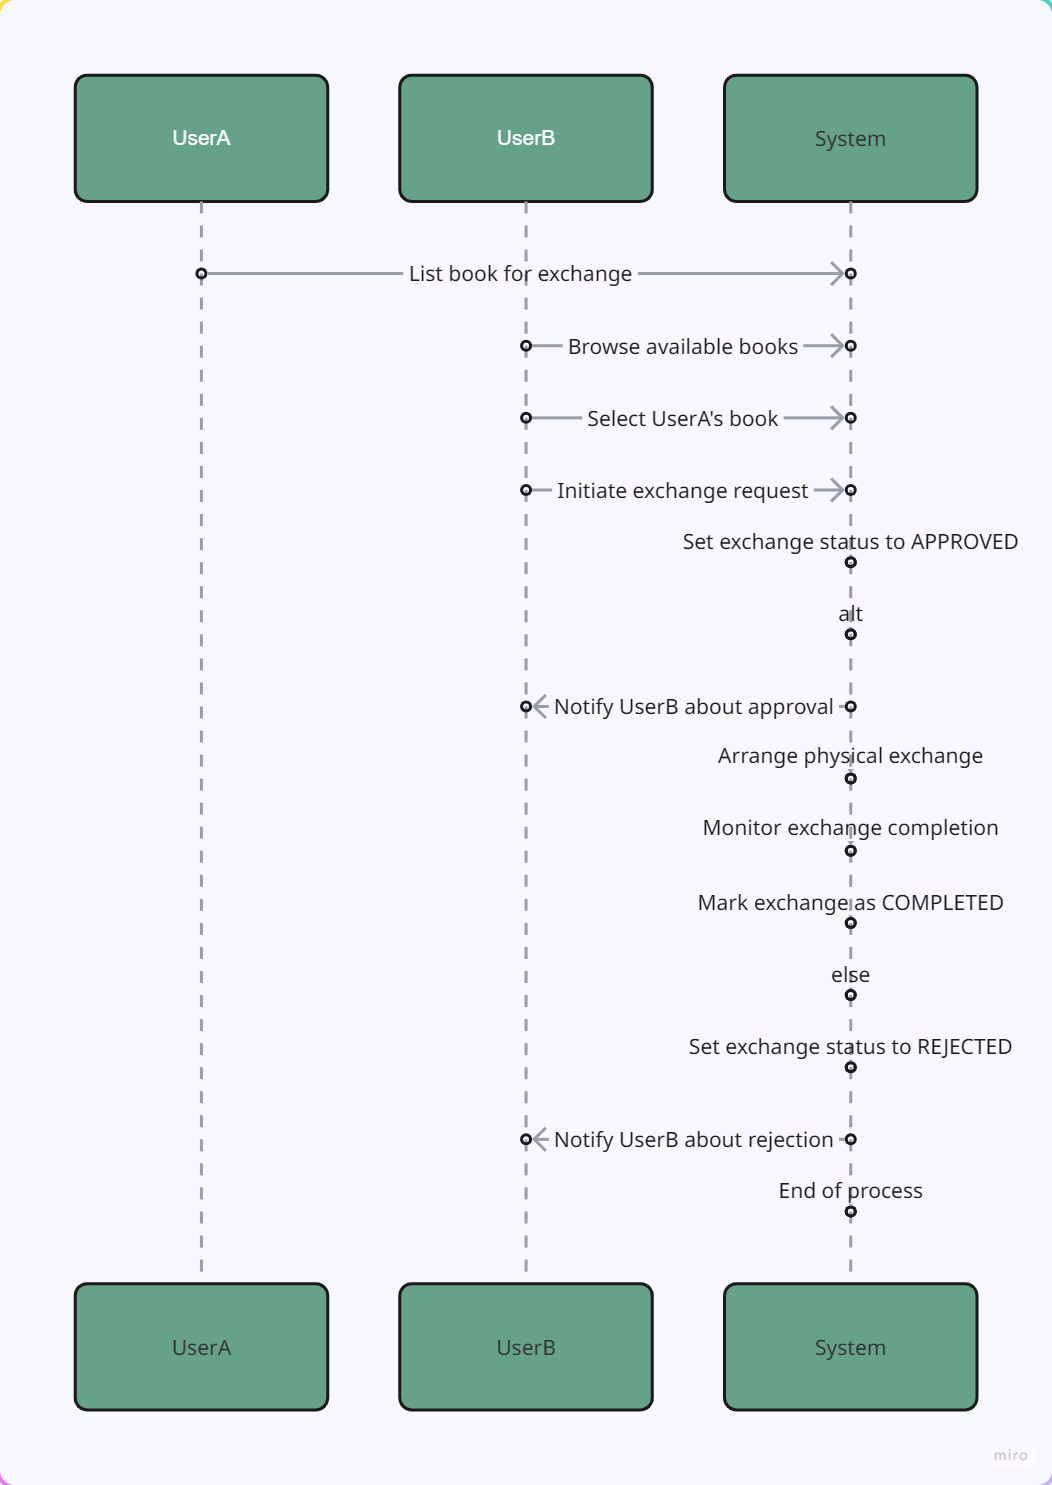 UserA
UserB
System
List book for exchange
Browse available books
Select UserA's book
Initiate exchange request
Set exchange status to APPROVED
alt
Notify UserB about approval
Arrange physical exchange
Monitor exchange completion
Mark exchange as COMPLETED
else
Set exchange status to REJECTED
Notify UserB about rejection
End of process
UserA
UserB
System
miro